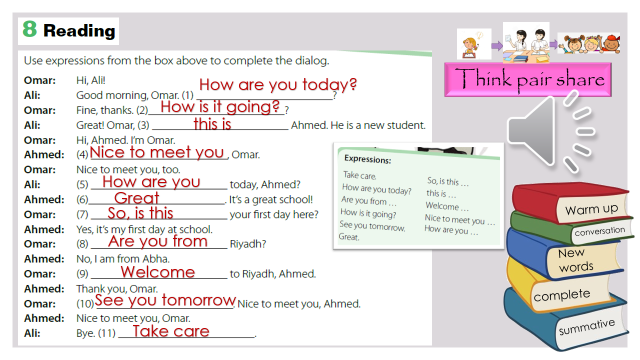 8 Reading
Use expressions from the box above to complete the dialog.
Omar: Hi, Ali!
Ali: Good morning, Omar. (1) How are you today??
Omar: Fine, thanks. (2) How is it going??
Ali: Great! Omar, (3) this is Ahmed. He is a new student.
Omar: Hi, Ahmed. I'm Omar.
Ahmed: (4) Nice to meet you, Omar.
Omar: Nice to meet you, too.
Ali: (5) How are you today, Ahmed?
Ahmed: (6) Great. It's a great school!
Omar: (7) So, is this your first day here?
Ahmed: Yes, it's my first day at school.
Omar: (8) Are you from Riyadh?
Ahmed: No, I am from Abha.
Omar: (9) Welcome to Riyadh, Ahmed.
Ahmed: Thank you, Omar.
Omar: (10) See you tomorrow. Nice to meet you, Ahmed.
Ahmed: Nice to meet you, Omar.
Ali: Bye. (11) Take care.
Expressions:
Take care.
How are you today?
Are you from ...
How is it going?
See you tomorrow.
Great.
So, is this ...
this is ...
Welcome ...
Nice to meet you ...
How are you ...
Think pair share
Warm up
conversation
New
words
complete
summative